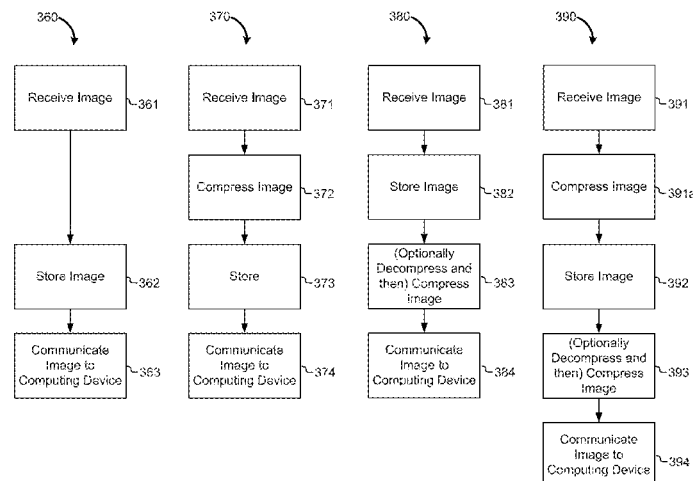 360
370
380
390
Receive Image
361
Receive Image
371
Receive Image
381
Receive Image
391
Compress Image
372
Store Image
382
Compress Image
391a
Store Image
362
Store
373
(Optionally
Decompress and
then) Compress
Image
383
Store Image
392
Communicate
Image to
Computing Device
363
Communicate
Image to
Computing Device
374
Communicate
Image to
Computing Device
384
(Optionally
Decompress and
then) Compress
Image
393
Communicate
Image to
Computing Device
394